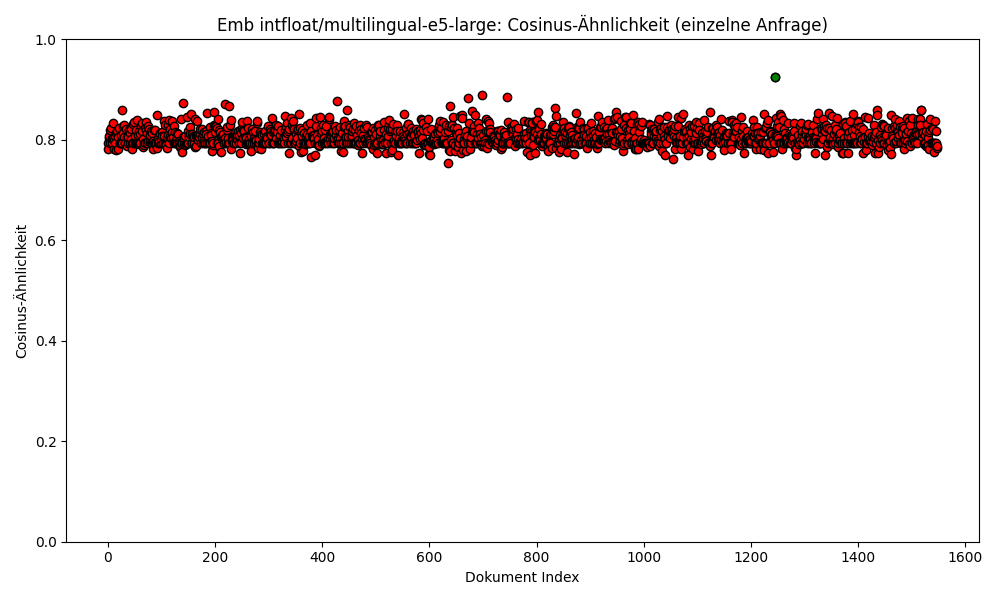 Emb intfloat/multilingual-e5-large: Cosinus-Ähnlichkeit (einzelne Anfrage)
1.0
0.8
0.6
0.4
0.2
0.0
Cosinus-Ähnlichkeit
0 200 400 600 800 1000 1200 1400 1600
Dokument Index